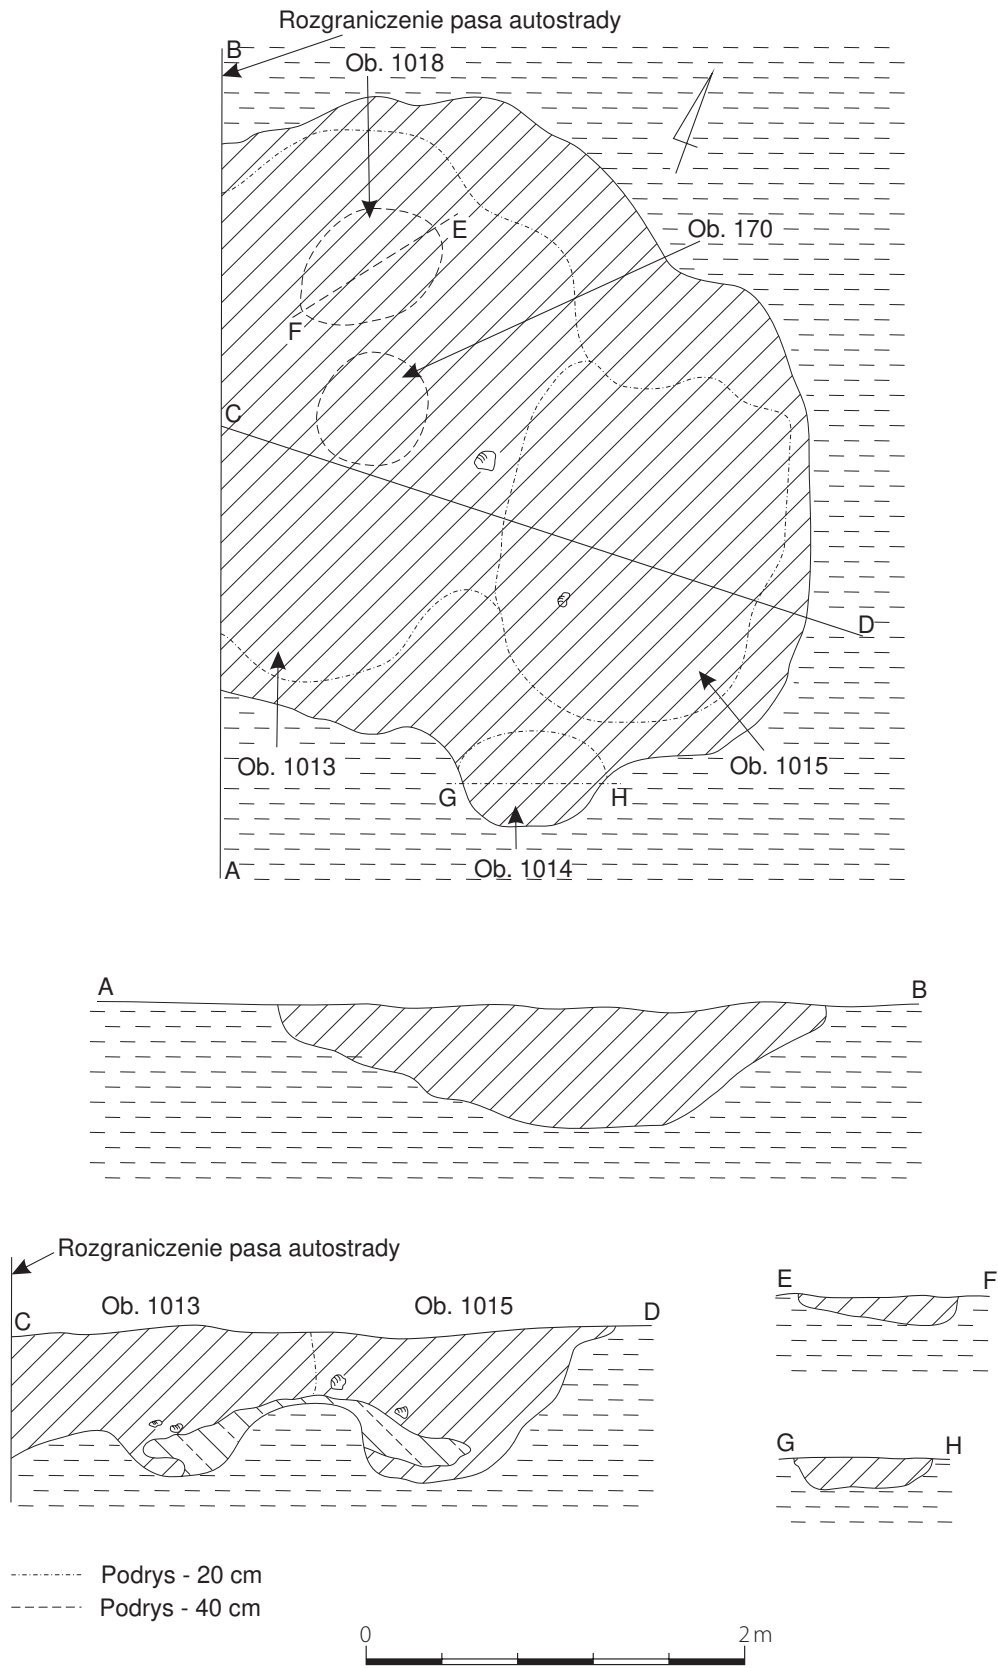 Rozgraniczenie pasa autostrady
B
Ob. 1018
Ob. 170
E
F
C
D
Ob. 1013
Ob. 1015
G
H
Ob. 1014
A
A
B
Rozgraniczenie pasa autostrady
C
Ob. 1013
Ob. 1015
D
E
F
G
H
Podrys - 20 cm
Podrys - 40 cm
0
2 m